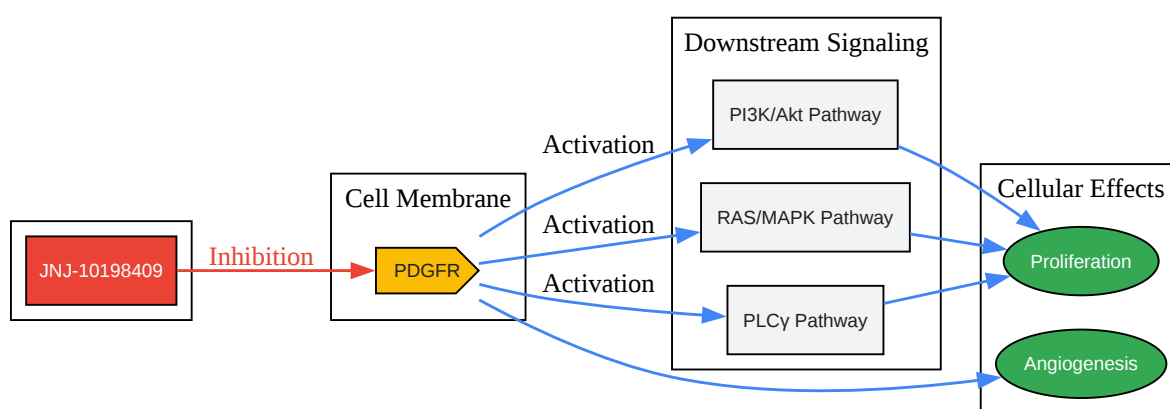 JNJ-10198409
Inhibition
Cell Membrane
PDGFR
Activation
Activation
Activation
Downstream Signaling
PI3K/Akt Pathway
RAS/MAPK Pathway
PLCγ Pathway
Cellular Effects
Proliferation
Angiogenesis